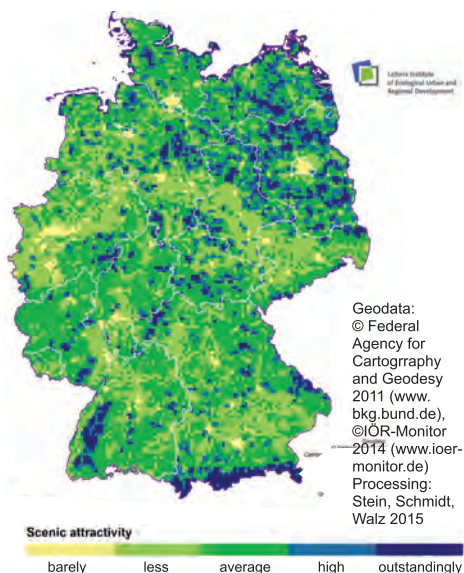 Leibniz Institute
of Ecological Urban and
Regional Development
Geodata:
© Federal
Agency for
Cartogrraphy
and Geodesy
2011 (www.
bkg.bund.de),
©IÖR-Monitor
2014 (www.ioer-
monitor.de)
Processing:
Stein, Schmidt,
Walz 2015
Scenic attractivity
barely less average high outstandingly